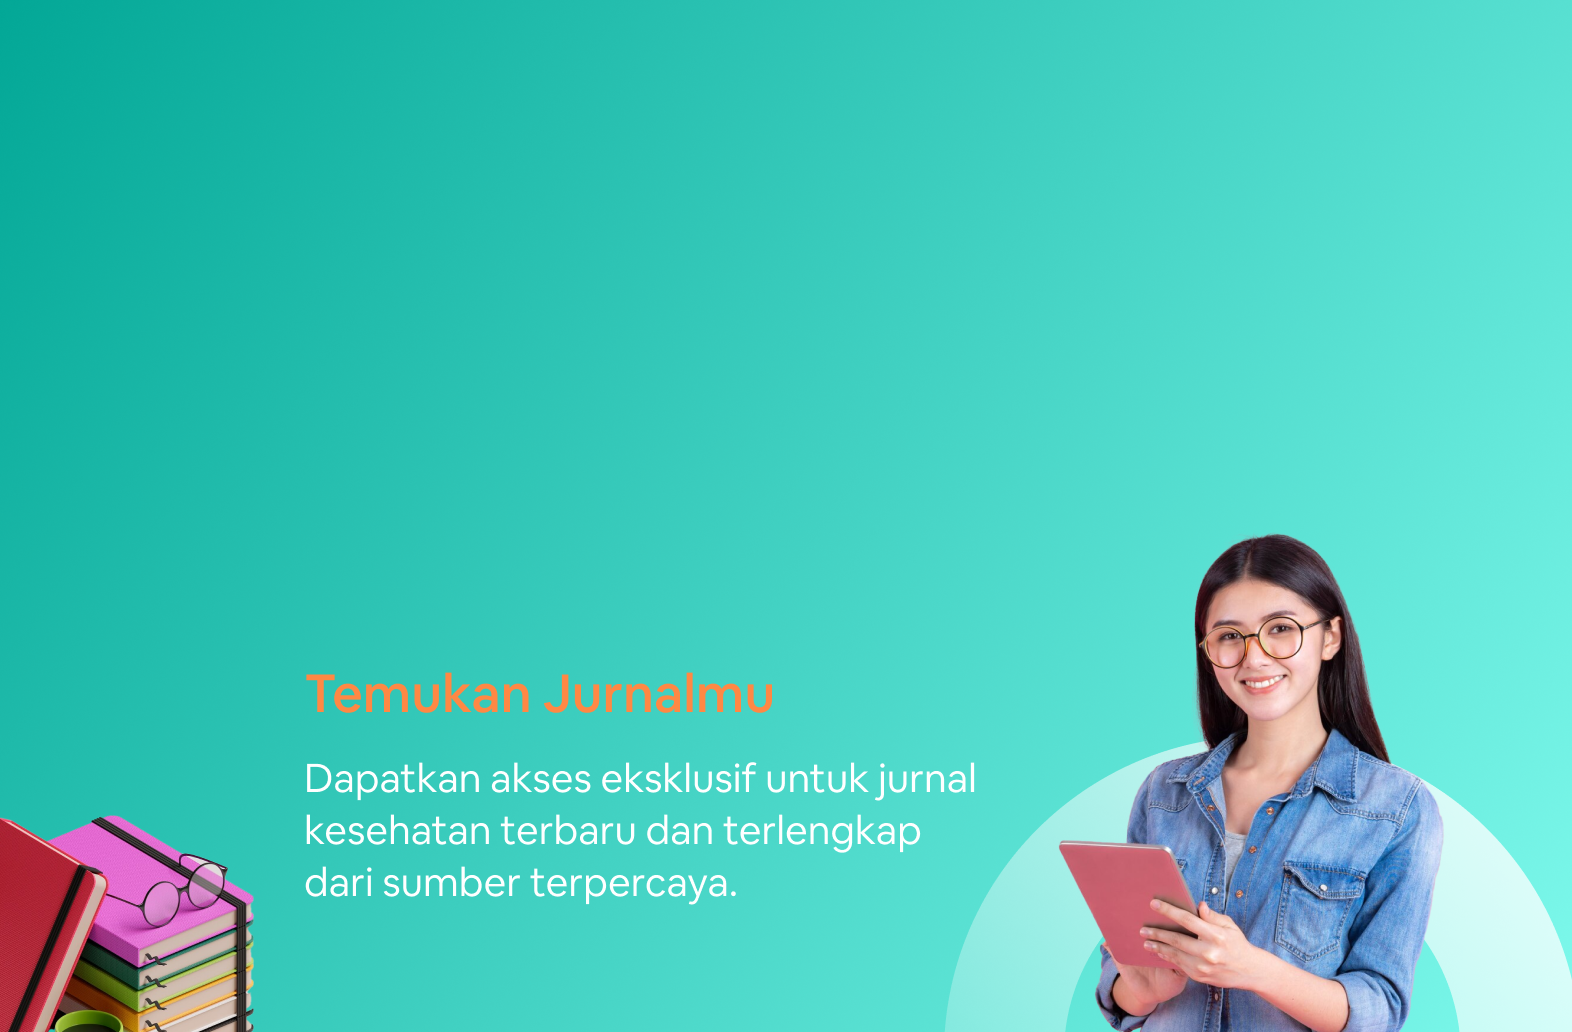 Temukan Jurnalmu
Dapatkan akses eksklusif untuk jurnal
kesehatan terbaru dan terlengkap
dari sumber terpercaya.